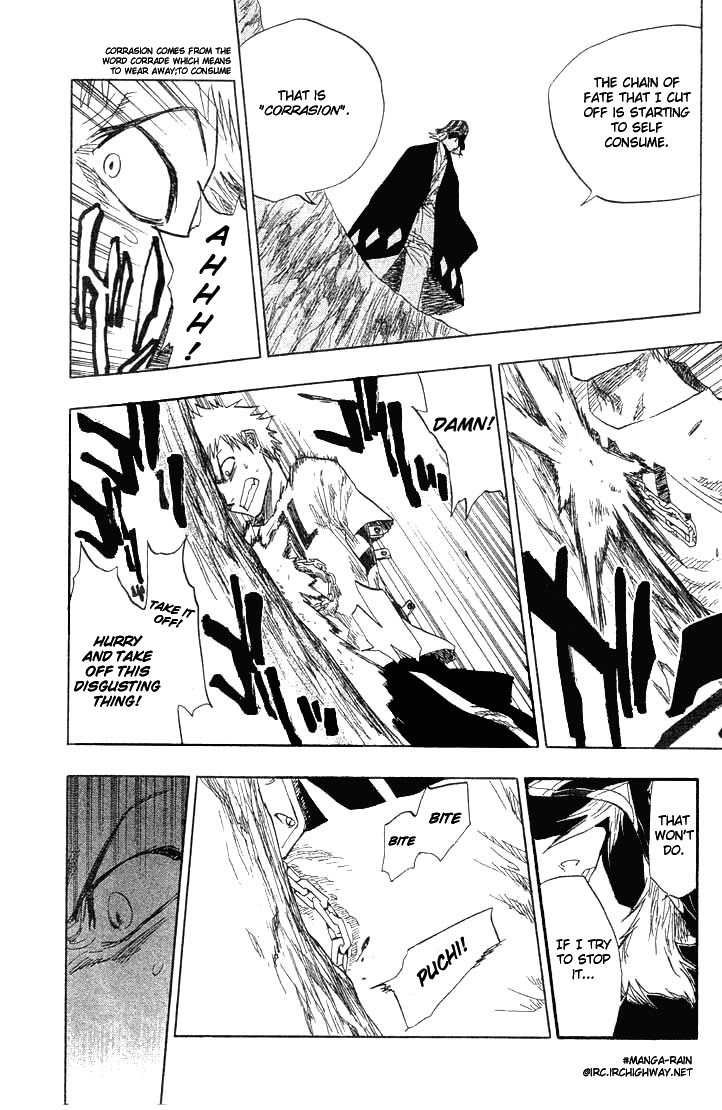 CORRASION COMES FROM THE
WORD CORRADE WHICH MEANS
TO WEAR AWAY;TO CONSUME
THE CHAIN OF
FATE THAT I CUT
OFF IS STARTING
TO SELF
CONSUME.
THAT IS
"CORRASION".
AHHH!
DAMN!
TAKE IT
OFF!
HURRY
AND TAKE
OFF THIS
DISGUSTING
THING!
THAT
WON'T
DO.
IF I TRY
TO STOP
IT...
BITE
BITE
PUCHI!
#MANGA-RAIN
@IRC.IRCHIGHWAY.NET